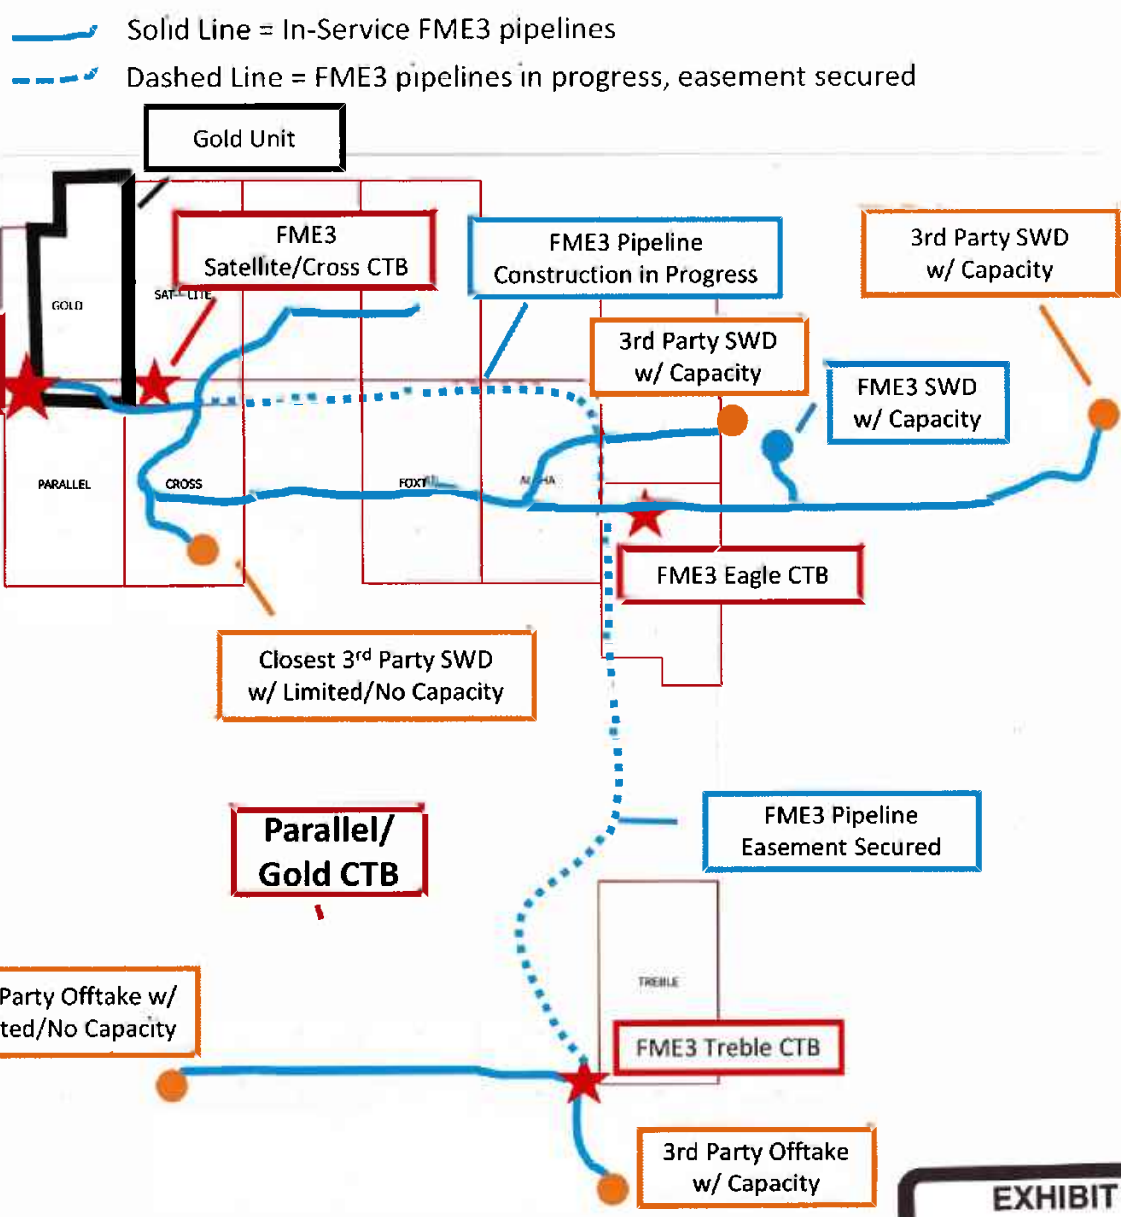 Solid Line = In-Service FME3 pipelines
Dashed Line = FME3 pipelines in progress, easement secured
Gold Unit
FME3
Satellite/Cross CTB
FME3 Pipeline
Construction in Progress
3rd Party SWD
w/ Capacity
GOLD
SATELLITE
3rd Party SWD
w/ Capacity
FME3 SWD
w/ Capacity
PARALLEL
CROSS
FOXT
FME3 Eagle CTB
Closest 3rd Party SWD
w/ Limited/No Capacity
Parallel/
Gold CTB
FME3 Pipeline
Easement Secured
TREBLE
Party Offtake w/
ted/No Capacity
FME3 Treble CTB
3rd Party Offtake
w/ Capacity
EXHIBIT